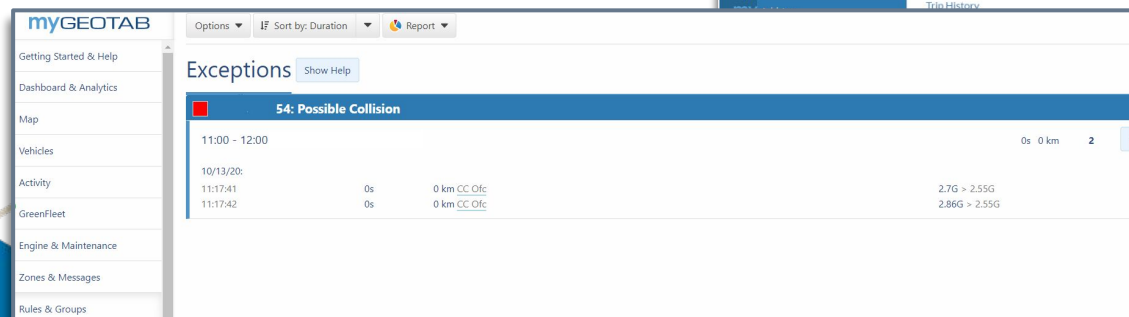 Trip History
myGEOTAB
Options
Sort by: Duration
Report
Getting Started & Help
Dashboard & Analytics
Map
Vehicles
Activity
GreenFleet
Engine & Maintenance
Zones & Messages
Rules & Groups
Exceptions Show Help
54: Possible Collision
11:00 - 12:00 0s 0 km 2
10/13/20:
11:17:41 0s 0 km CC Ofc 2.7G > 2.55G
11:17:42 0s 0 km CC Ofc 2.86G > 2.55G